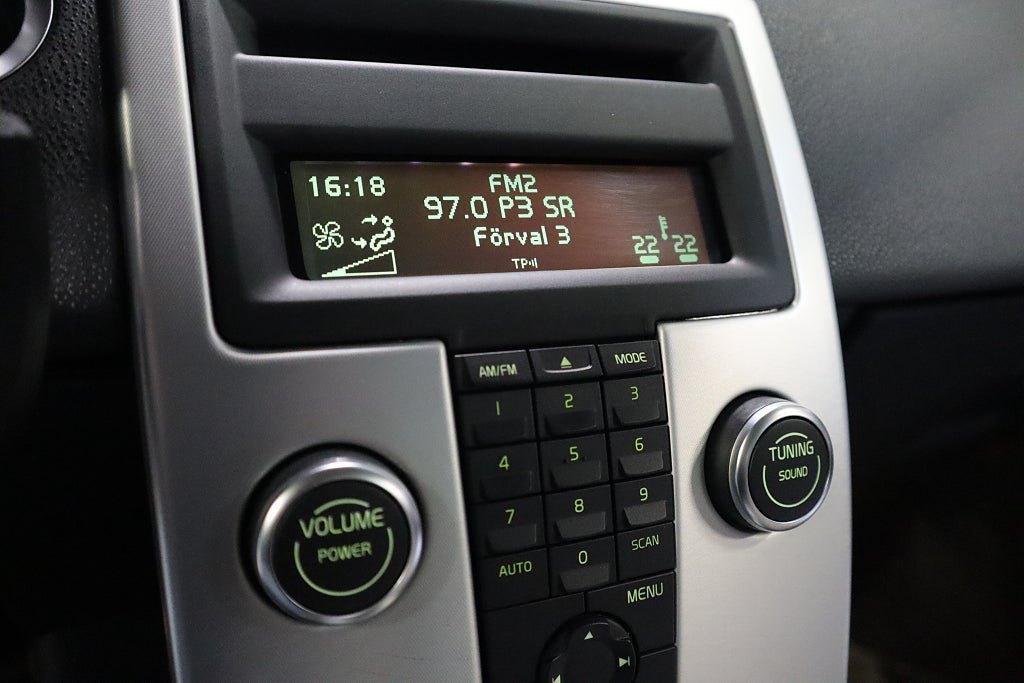 16:18
FM2
97.0 P3 SR
Förval 3
TP
22 22
AM/FM
MODE
1 2 3
4 5 6
7 8 9
AUTO 0 SCAN
MENU
VOLUME
POWER
TUNING
SOUND